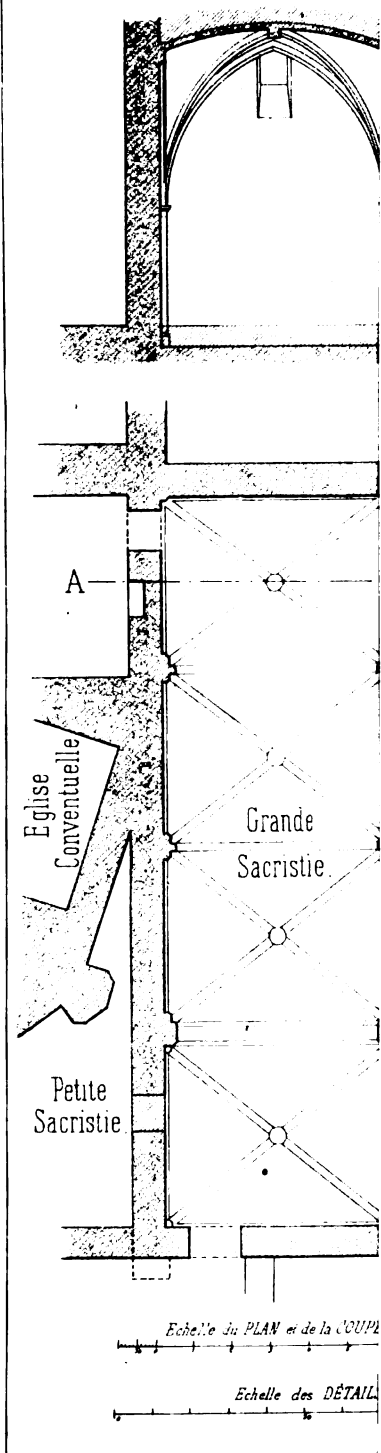 A
Eglise
Conventuelle
Grande
Sacristie.
Petite
Sacristie.
Echelle du PLAN et de la COUPE
Echelle des DÉTAILS